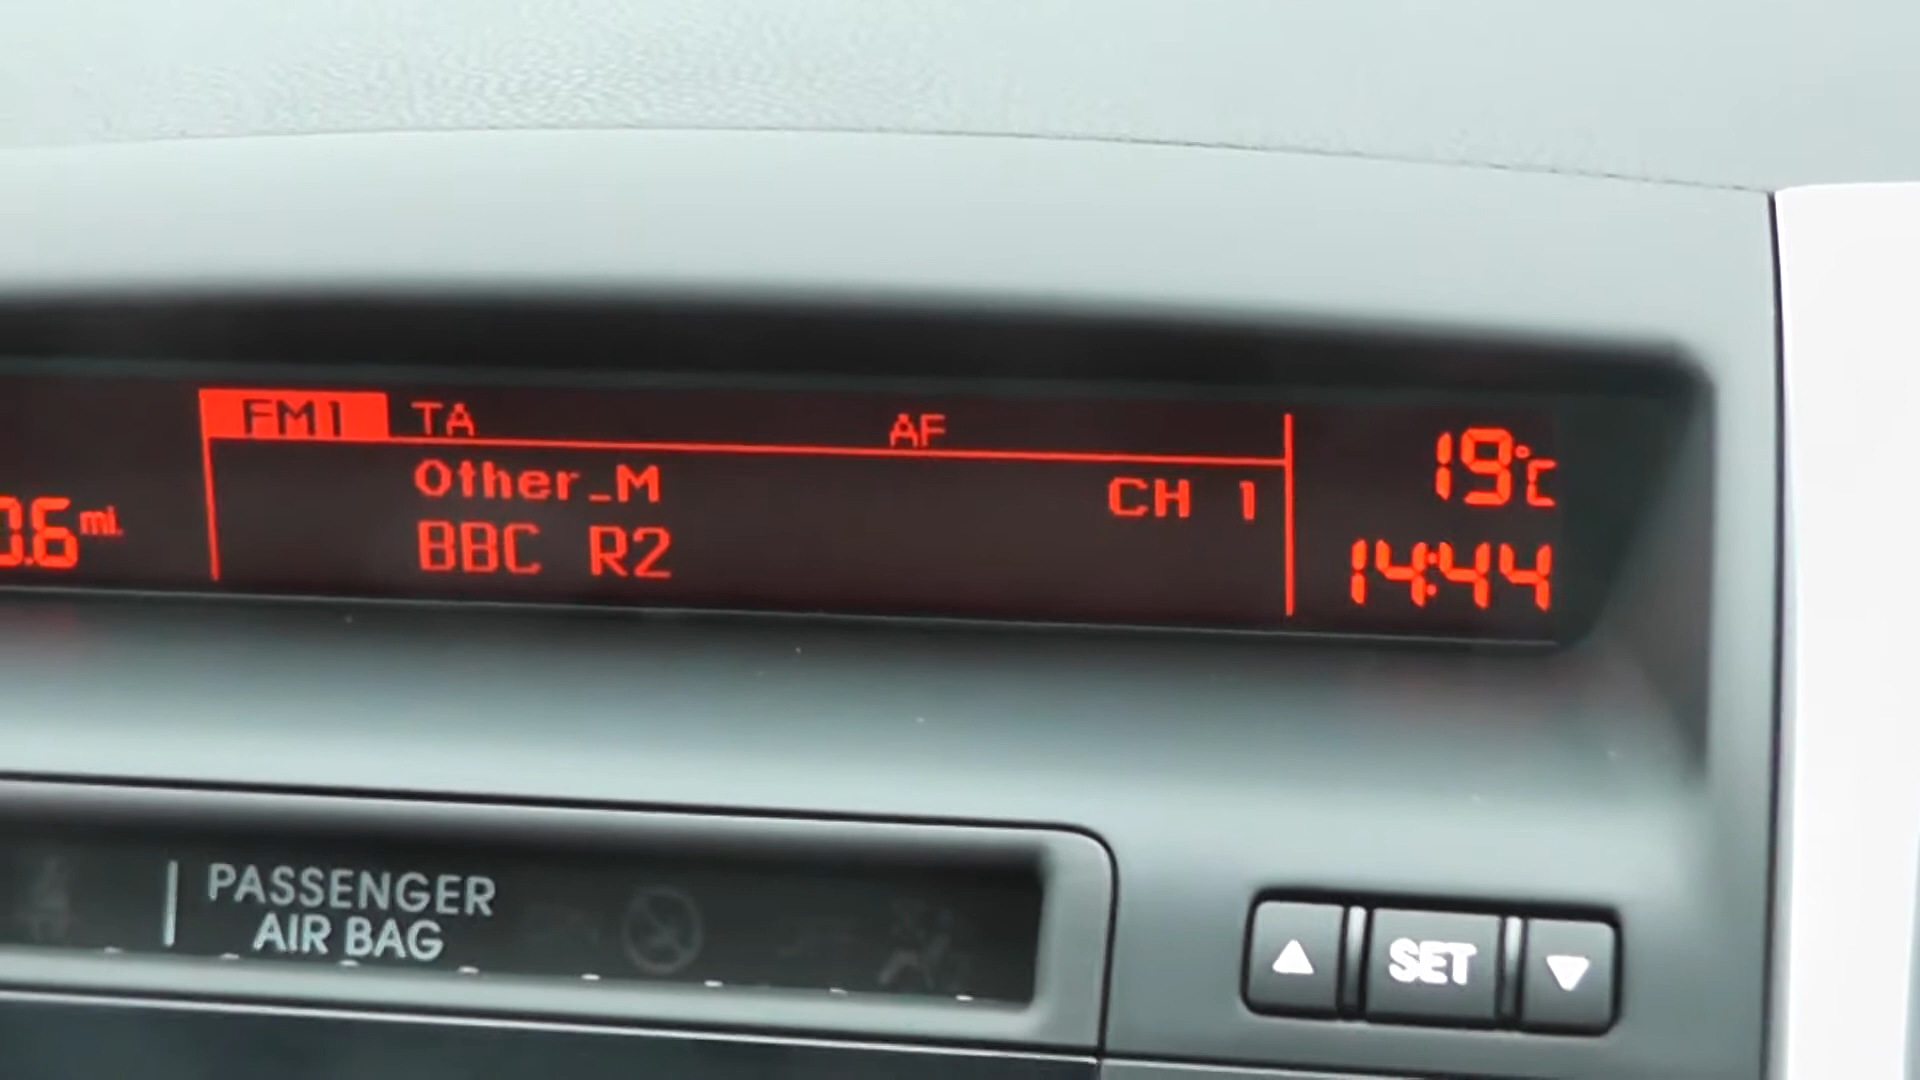 FM1 TA AF
Other_M CH 1
BBC R2
0.6 mi.
19°C
14:44
PASSENGER
AIR BAG
SET